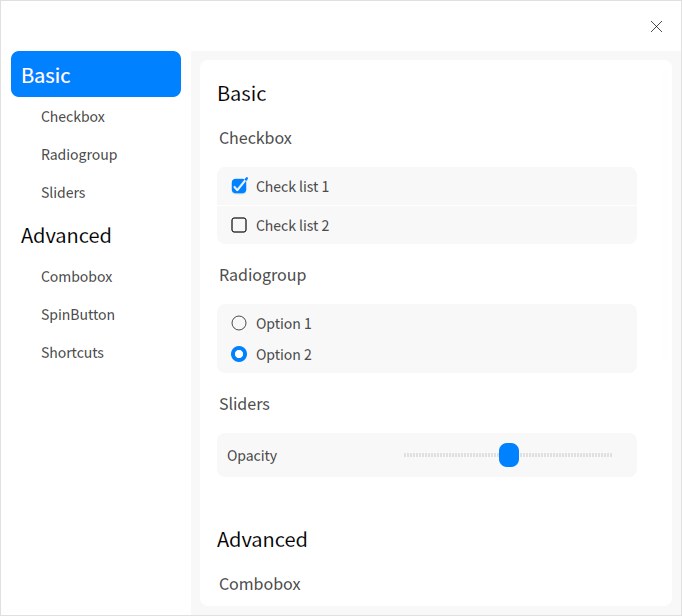 Basic
Checkbox
Radiogroup
Sliders
Advanced
Combobox
SpinButton
Shortcuts
Basic
Checkbox
Check list 1
Check list 2
Radiogroup
Option 1
Option 2
Sliders
Opacity
Advanced
Combobox